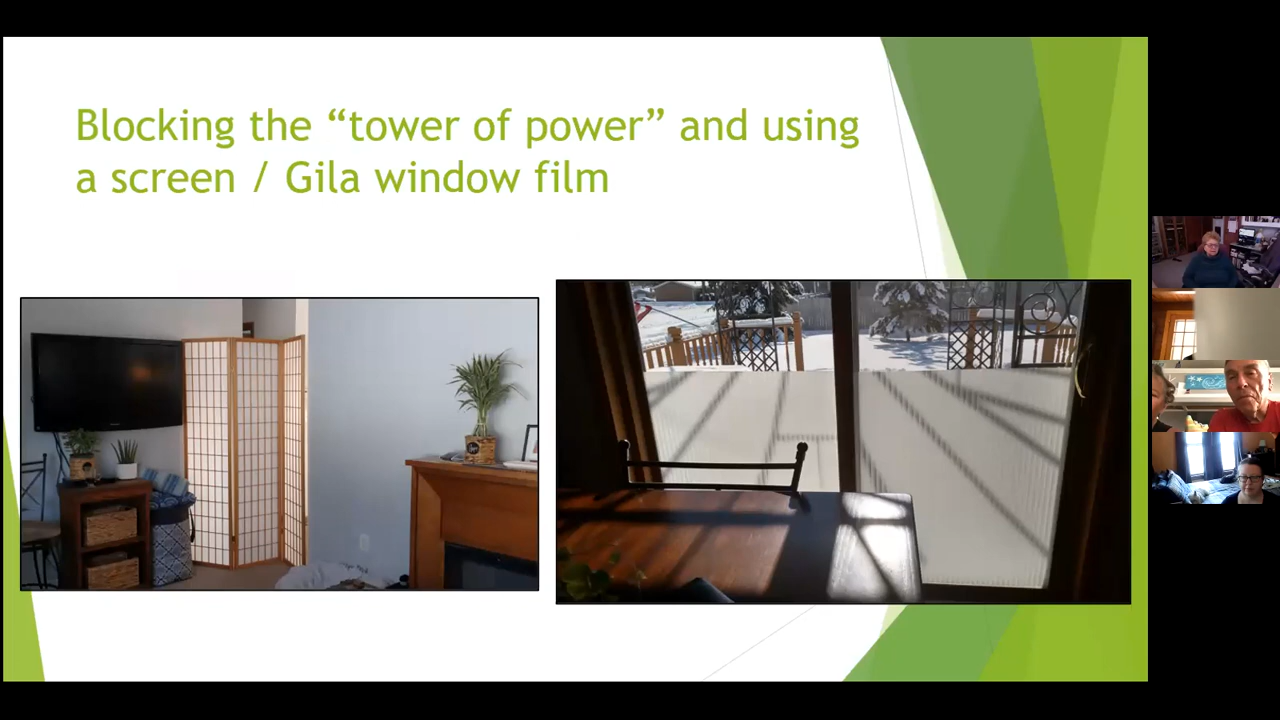 Blocking the “tower of power” and using
a screen / Gila window film